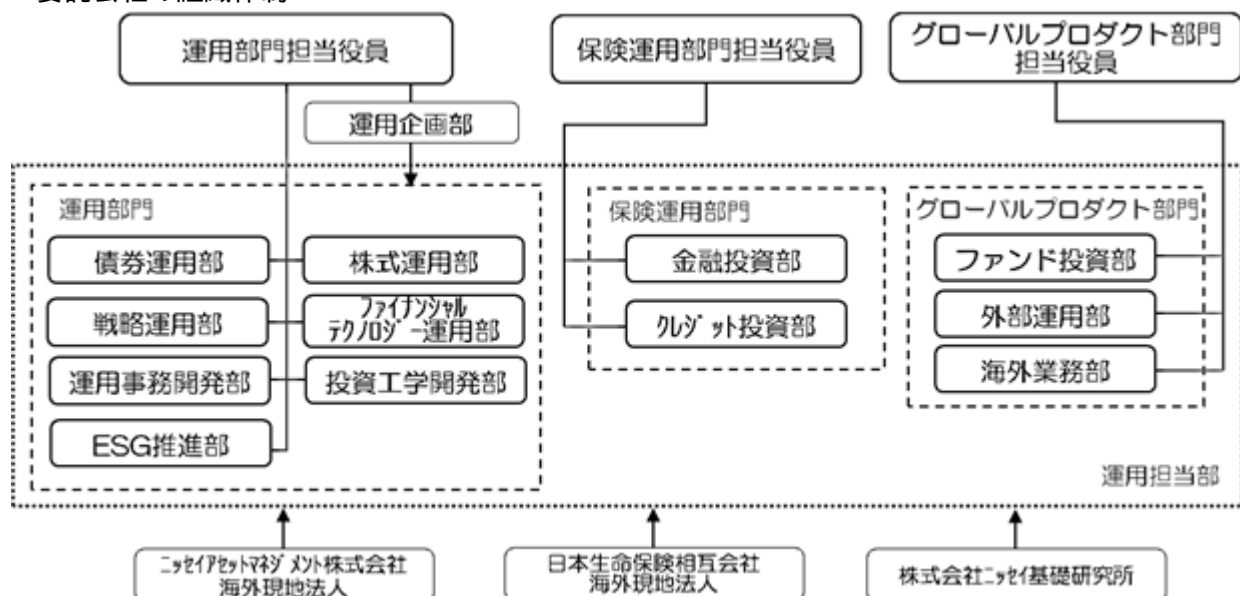 運用部門担当役員
保険運用部門担当役員
グローバルプロダクト部門
担当役員
運用企画部
運用部門
保険運用部門
グローバルプロダクト部門
債券運用部
株式運用部
金融投資部
ファンド投資部
戦略運用部
ファイナンシャル
テクノロジー運用部
クレジット投資部
外部運用部
運用事務開発部
投資工学開発部
海外業務部
ESG推進部
運用担当部
ニッセイアセットマネジメント株式会社
海外現地法人
日本生命保険相互会社
海外現地法人
株式会社ニッセイ基礎研究所